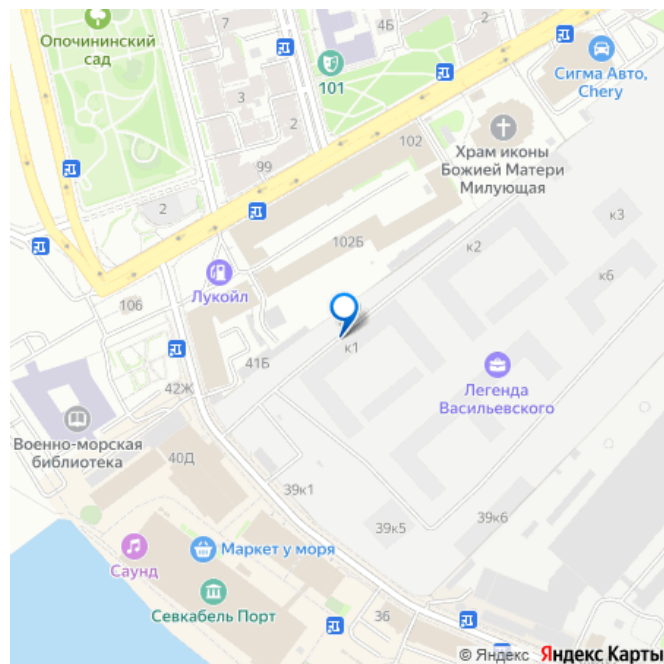 Опочининский
сад
7
4Б
101
Сигма Авто,
Chery
3
2
102
Храм иконы
Божией Матери
Милующая
99
2
к3
102Б
к2
к6
Лукойл
106
к1
41Б
Легенда
Васильевского
42Ж
Военно-морская
библиотека
40Д
39к1
39к5
39к6
Маркет у моря
Саунд
Севкабель Порт
36
© Яндекс Яндекс Карты